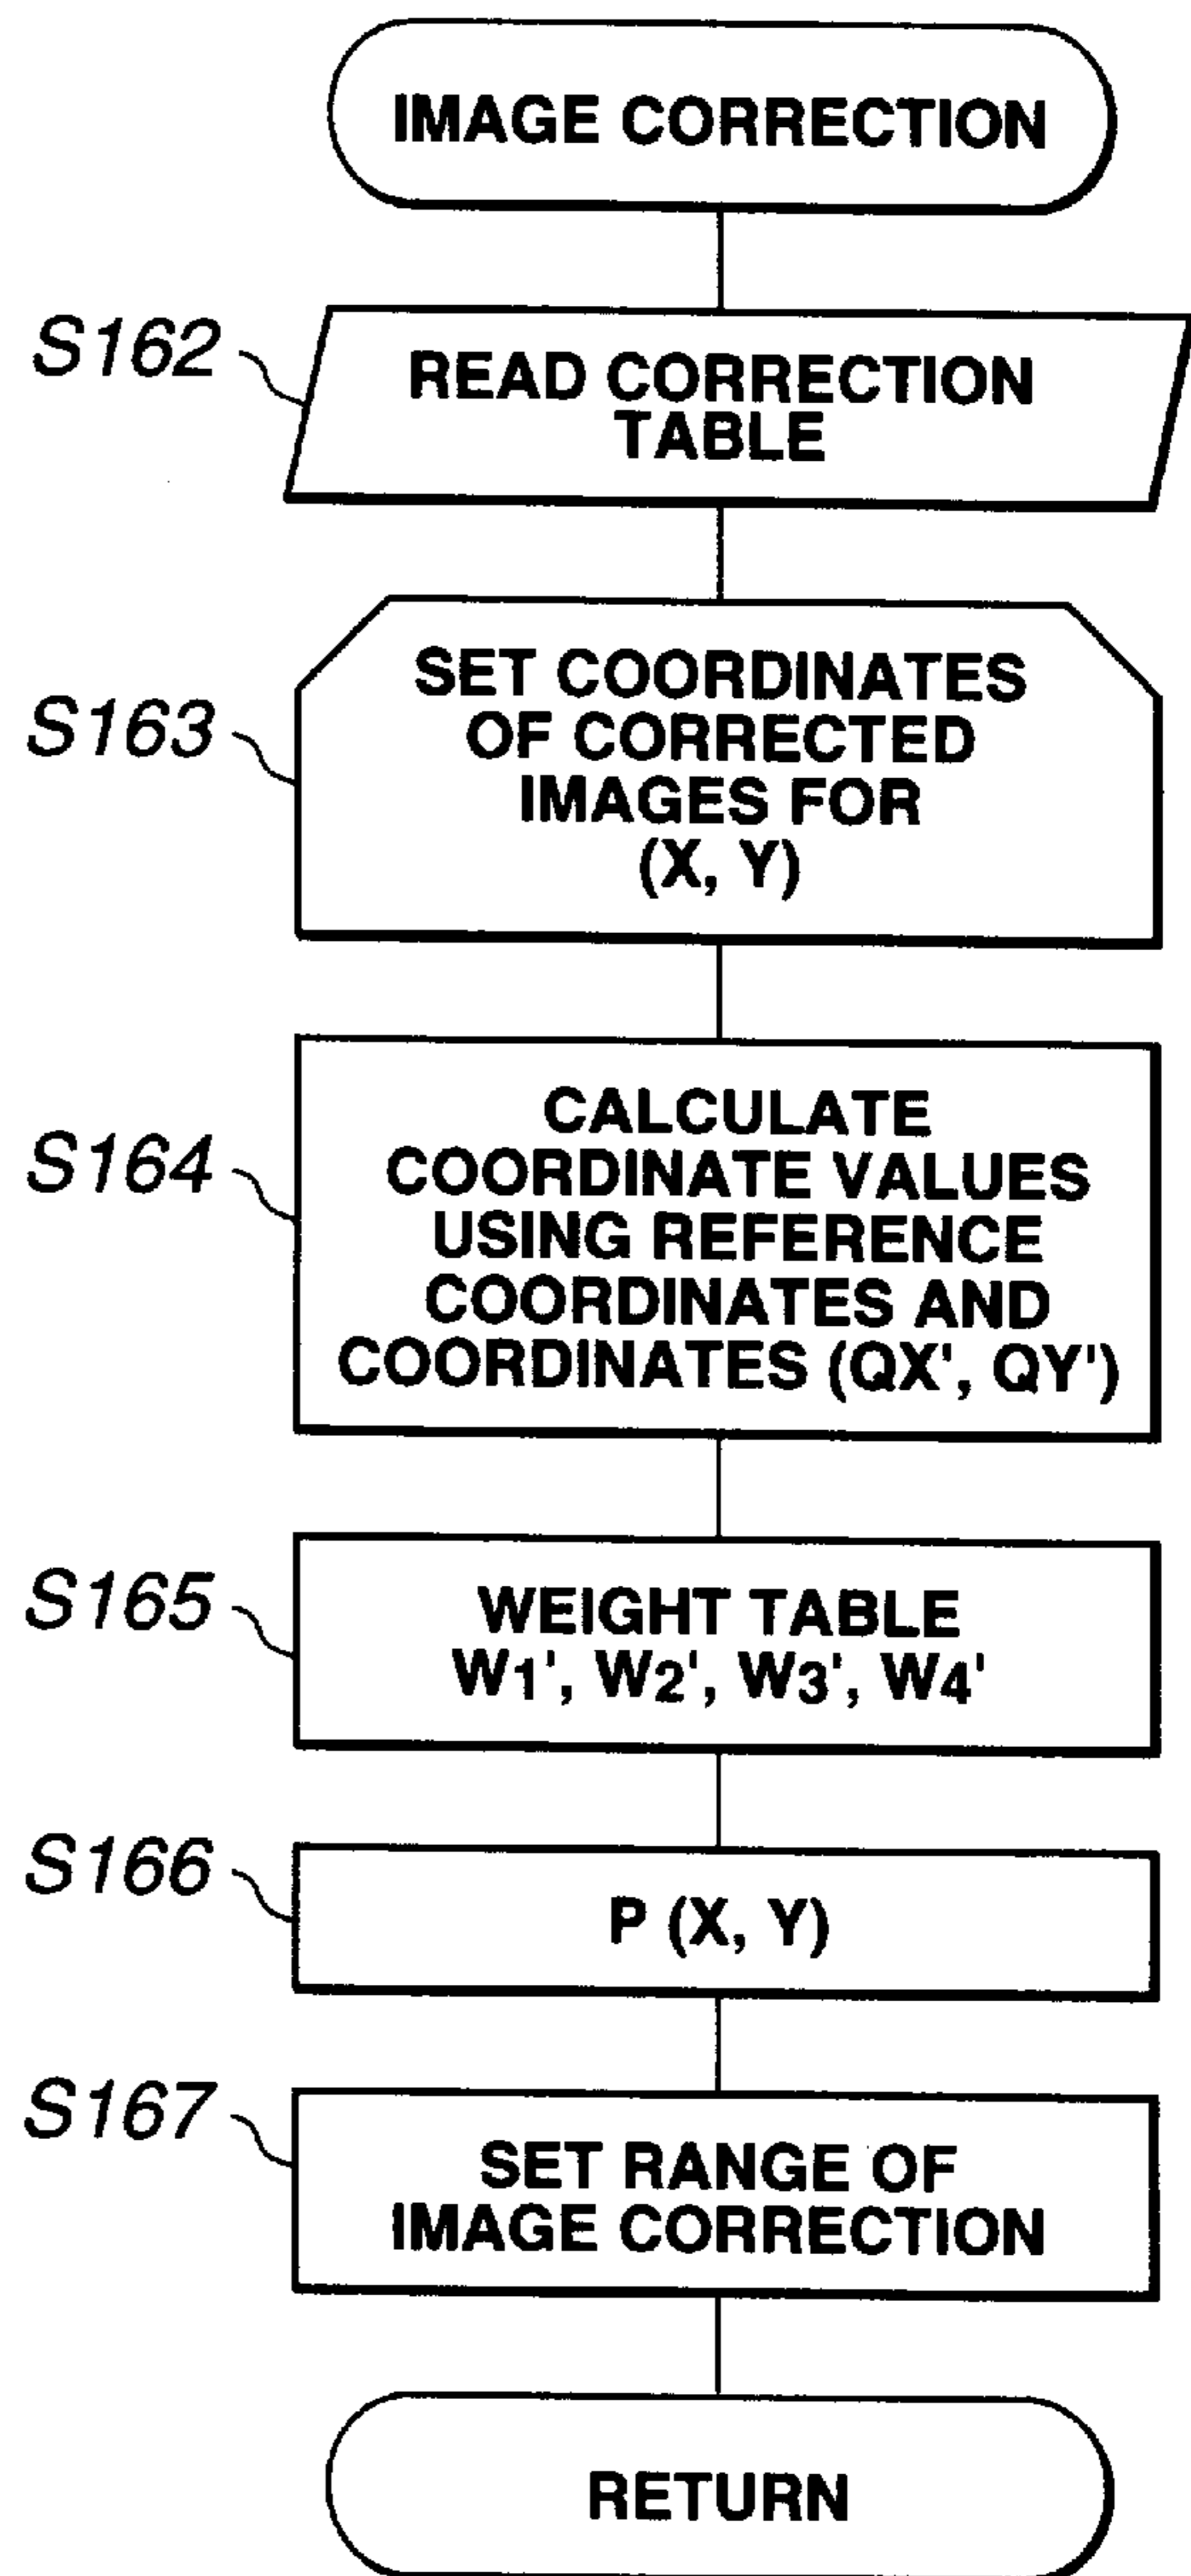 IMAGE CORRECTION
S162
READ CORRECTION
TABLE
S163
SET COORDINATES
OF CORRECTED
IMAGES FOR
(X, Y)
S164
CALCULATE
COORDINATE VALUES
USING REFERENCE
COORDINATES AND
COORDINATES (QX', QY')
S165
WEIGHT TABLE
W1', W2', W3', W4'
S166
P (X, Y)
S167
SET RANGE OF
IMAGE CORRECTION
RETURN